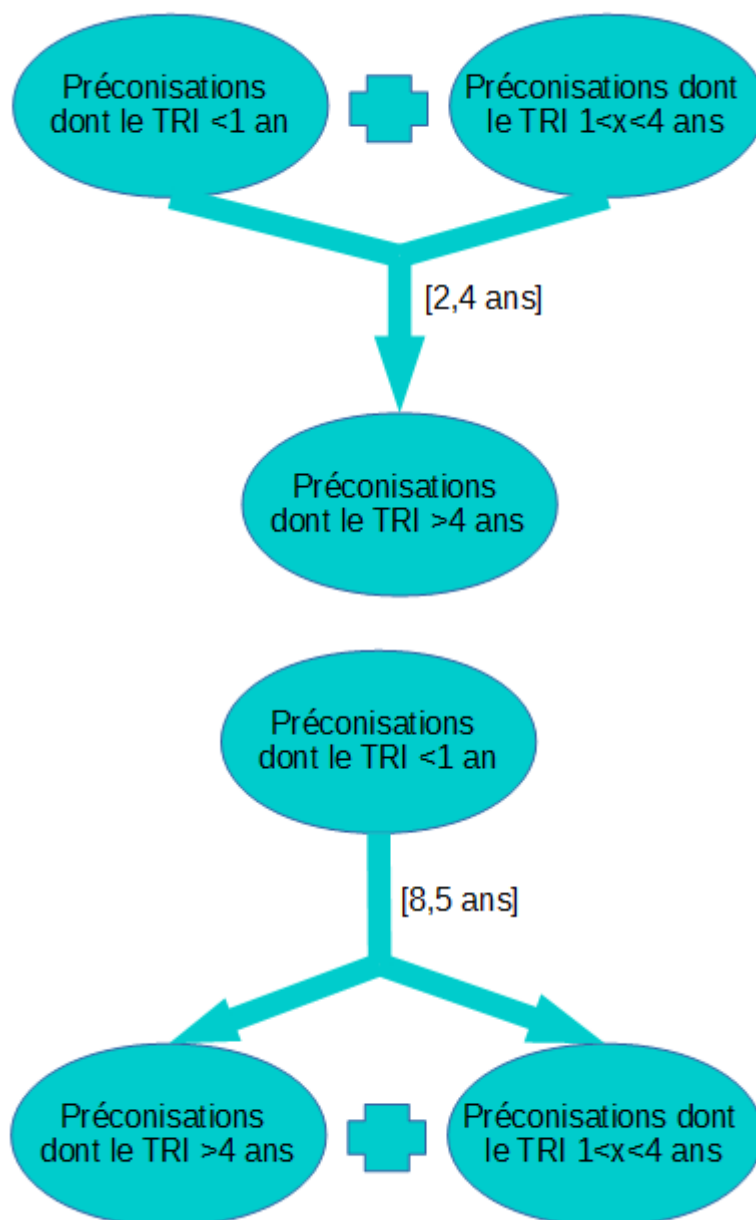 Préconisations
dont le TRI <1 an
Préconisations dont
le TRI 1<x<4 ans
[2,4 ans]
Préconisations
dont le TRI >4 ans
Préconisations
dont le TRI <1 an
[8,5 ans]
Préconisations
dont le TRI >4 ans
Préconisations dont
le TRI 1<x<4 ans